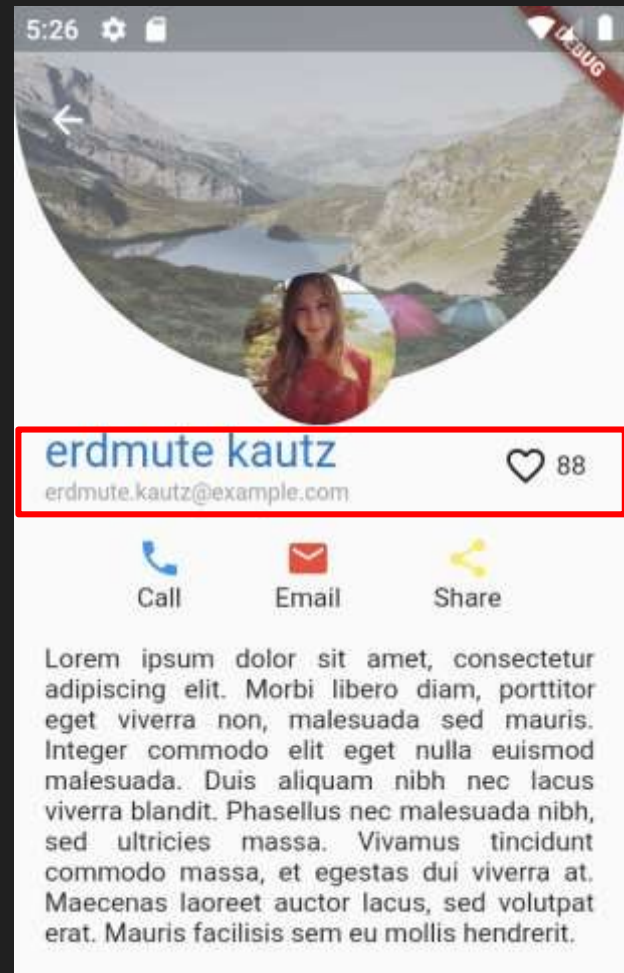 5:26
DEBUG
erdmute kautz
88
erdmute.kautz@example.com
Call Email Share
Lorem ipsum dolor sit amet, consectetur
adipiscing elit. Morbi libero diam, porttitor
eget viverra non, malesuada sed mauris.
Integer commodo elit eget nulla euismod
malesuada. Duis aliquam nibh nec lacus
viverra blandit. Phasellus nec malesuada nibh,
sed ultricies massa. Vivamus tincidunt
commodo massa, et egestas dui viverra at.
Maecenas laoreet auctor lacus, sed volutpat
erat. Mauris facilisis sem eu mollis hendrerit.